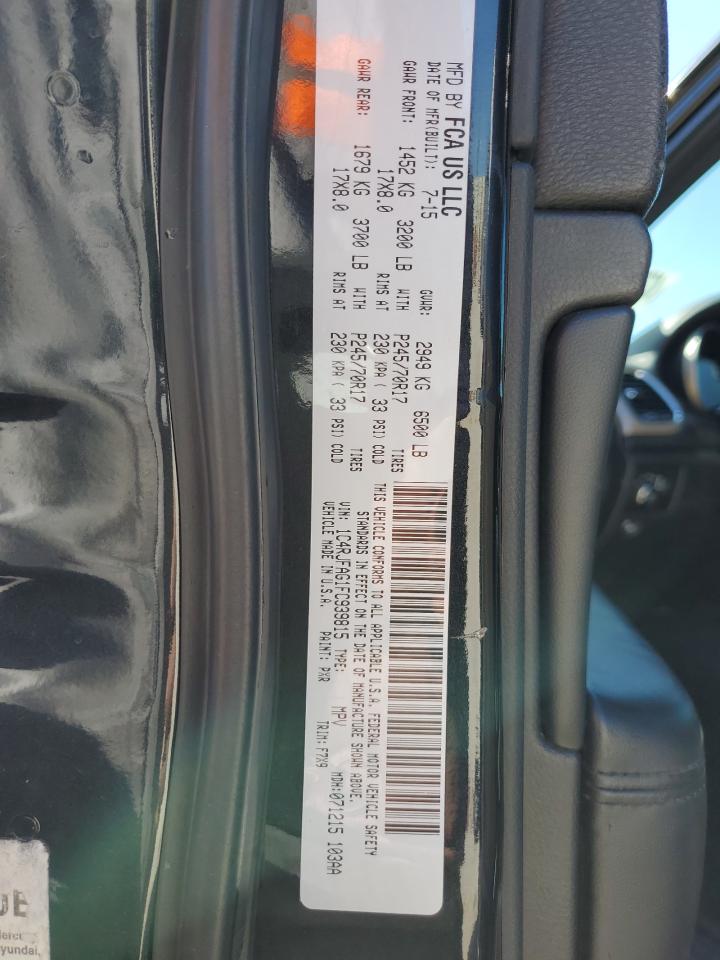 MFD BY FCA US LLC
DATE OF MFR(BUILT): 7-15 GVWR: 2949 KG 6500 LB
GAWR FRONT: 1452 KG 3200 LB WITH P245/70R17 TIRES
17X8.0 RIMS AT 230 KPA ( 33 PSI) COLD
GAWR REAR: 1679 KG 3700 LB WITH P245/70R17 TIRES
17X8.0 RIMS AT 230 KPA ( 33 PSI) COLD
THIS VEHICLE CONFORMS TO ALL APPLICABLE U.S.A. FEDERAL MOTOR VEHICLE SAFETY
STANDARDS IN EFFECT ON THE DATE OF MANUFACTURE SHOWN ABOVE.
VIN: 1C4RJFAG1FC939815 TYPE: MPV MDH:071215 103AA
VEHICLE MADE IN U.S.A. PAINT: PXR TRIM: F7X9